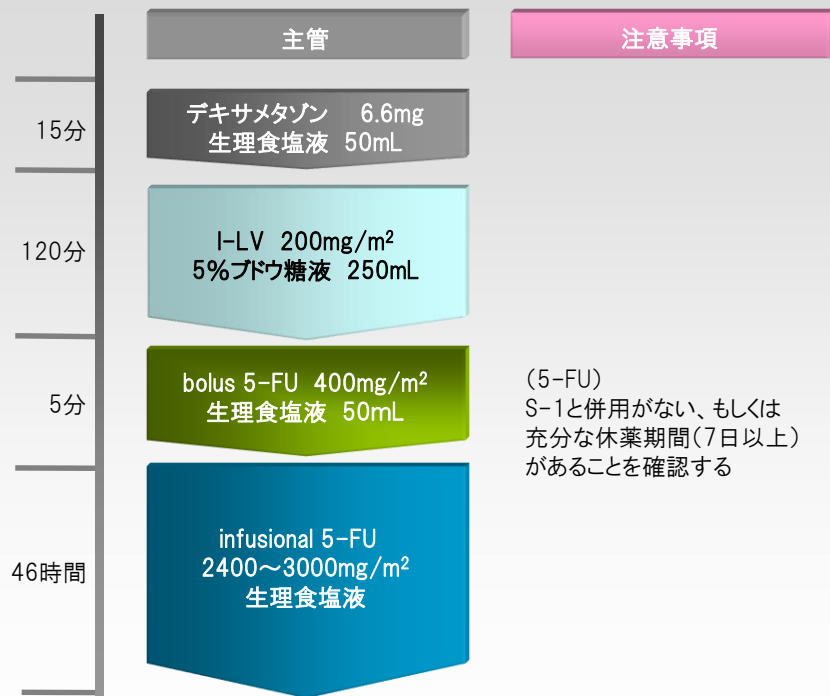 主管
注意事項
15分
デキサメタゾン 6.6mg
生理食塩液 50mL
120分
l-LV 200mg/m²
5%ブドウ糖液 250mL
5分
bolus 5-FU 400mg/m²
生理食塩液 50mL
(5-FU)
S-1と併用がない、もしくは
充分な休薬期間(7日以上)
があることを確認する
46時間
infusional 5-FU
2400～3000mg/m²
生理食塩液